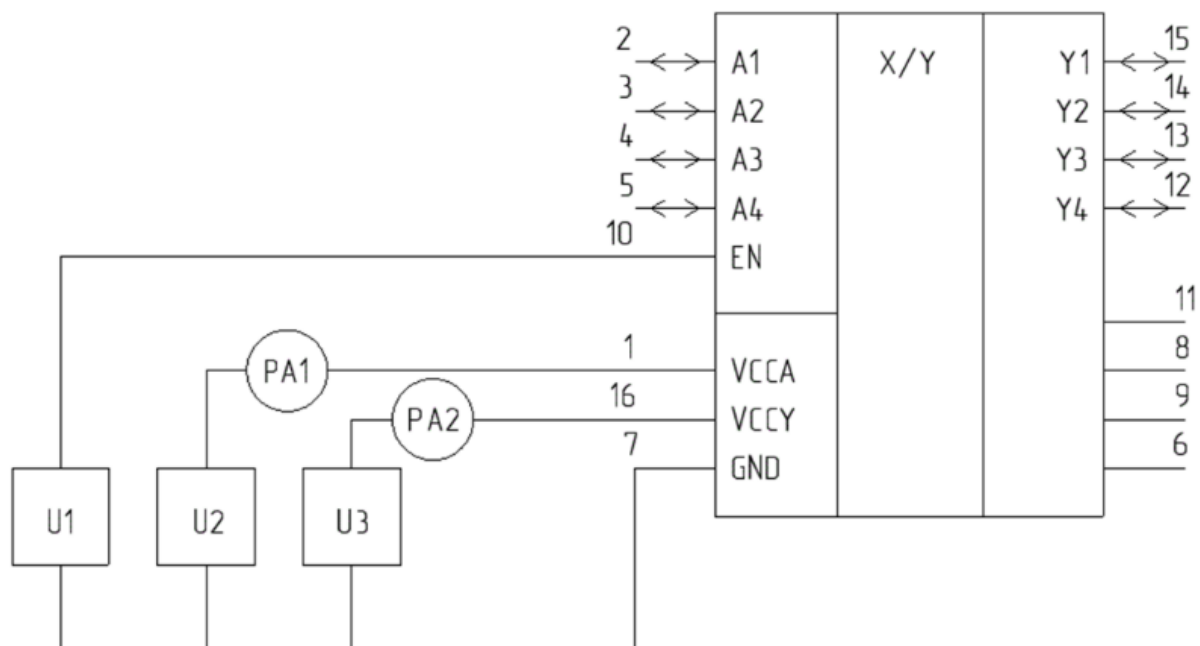 2 A1 X/Y Y1 15
3 A2 Y2 14
4 A3 Y3 13
5 A4 Y4 12
10 EN
11
PA1 1 VCCA 8
PA2 16 VCCY 9
7 GND 6
U1 U2 U3